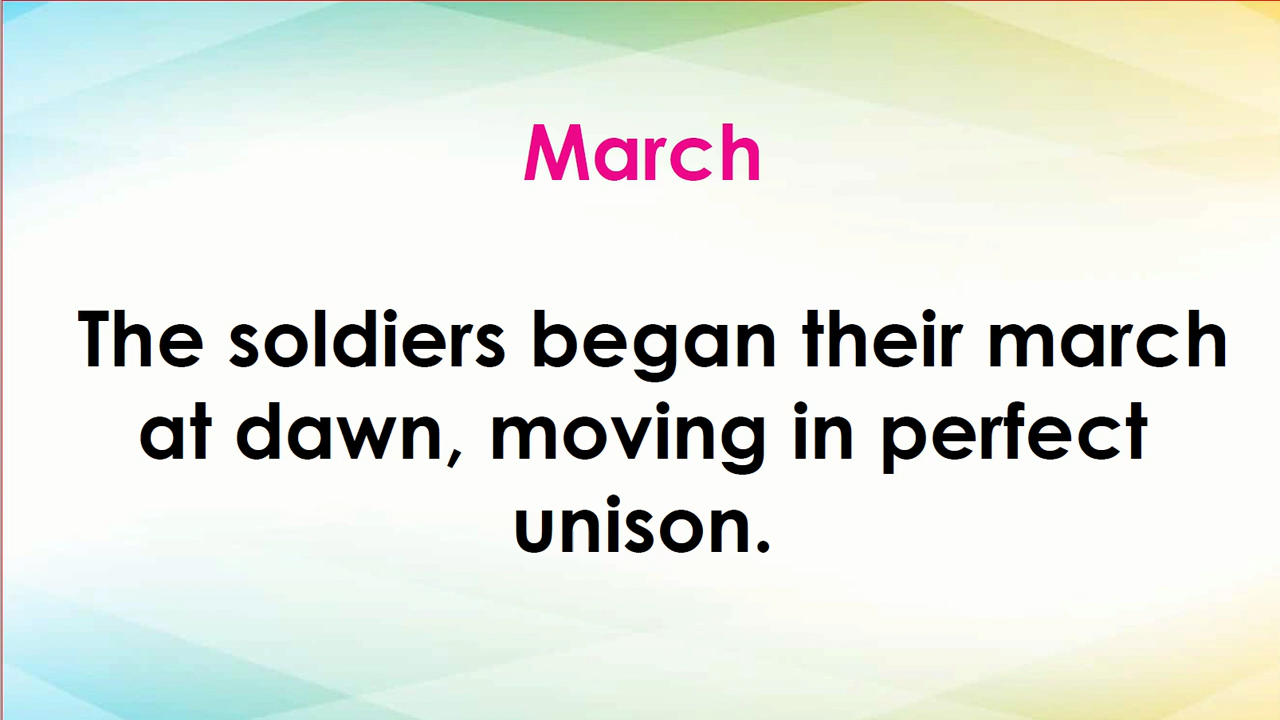 March
The soldiers began their march
at dawn, moving in perfect
unison.